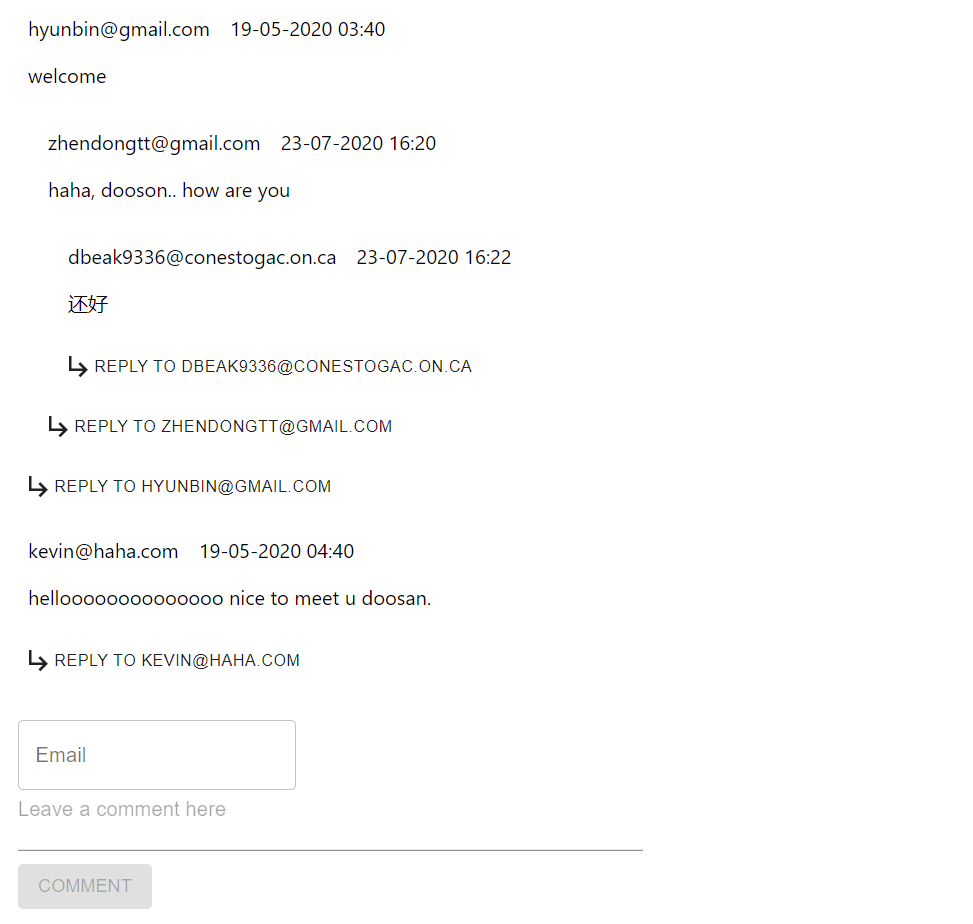 hyunbin@gmail.com 19-05-2020 03:40
welcome
zhendongtt@gmail.com 23-07-2020 16:20
haha, dooson.. how are you
dbeak9336@conestogac.on.ca 23-07-2020 16:22
还好
REPLY TO DBEAK9336@CONESTOGAC.ON.CA
REPLY TO ZHENDONGTT@GMAIL.COM
REPLY TO HYUNBIN@GMAIL.COM
kevin@haha.com 19-05-2020 04:40
helloooooooooooooo nice to meet u doosan.
REPLY TO KEVIN@HAHA.COM
Email
Leave a comment here
COMMENT